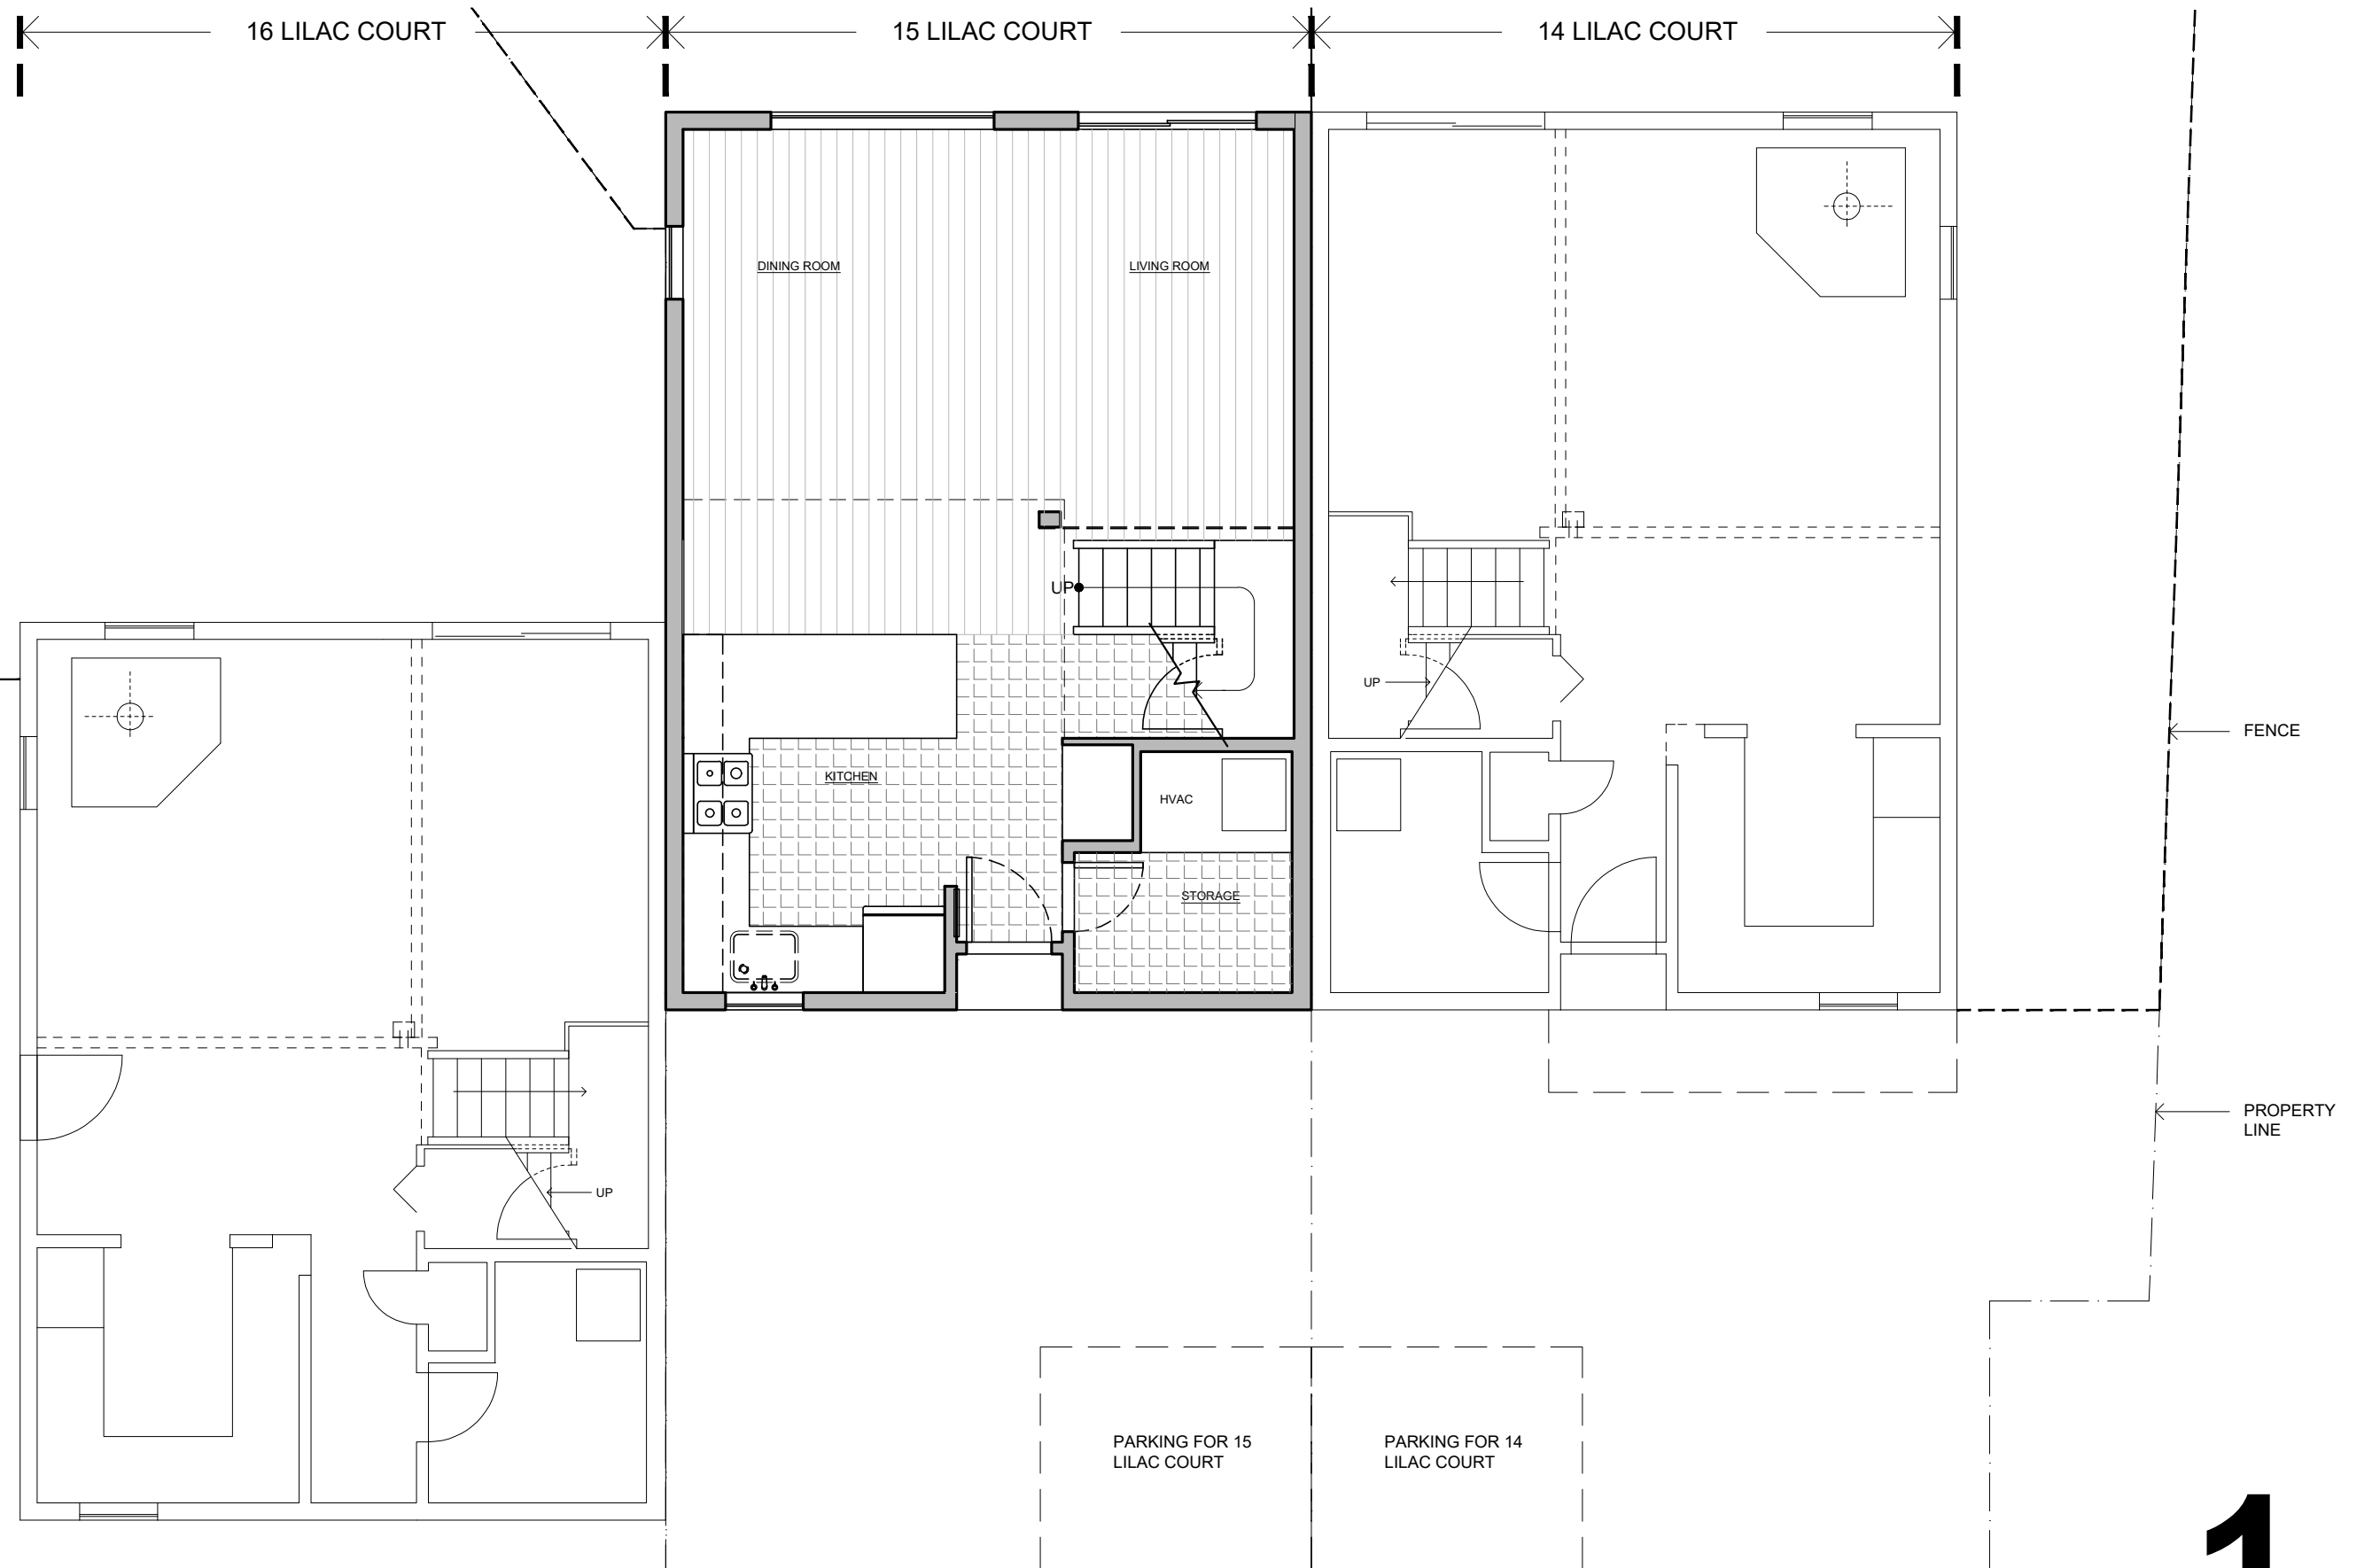 16 LILAC COURT
15 LILAC COURT
14 LILAC COURT
DINING ROOM
LIVING ROOM
UP
UP
FENCE
KITCHEN
HVAC
STORAGE
PROPERTY
LINE
UP
PARKING FOR 15
LILAC COURT
PARKING FOR 14
LILAC COURT
1